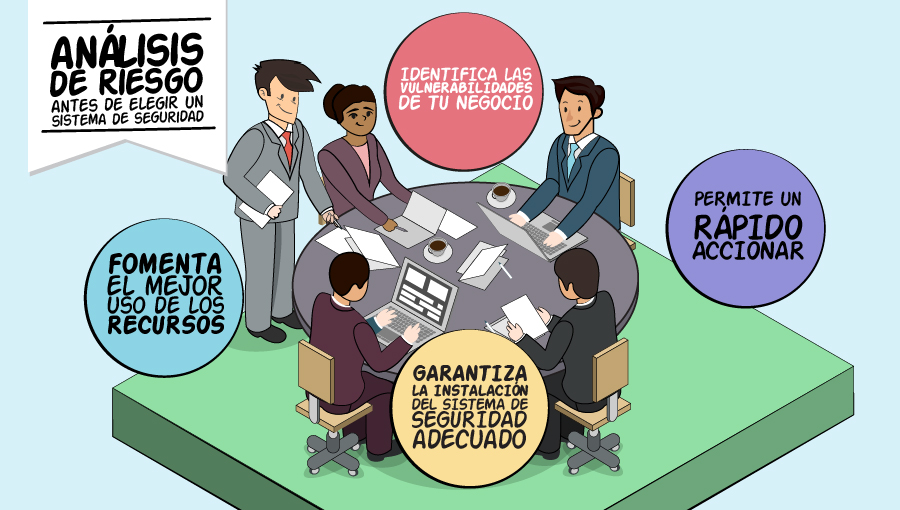 ANÁLISIS
DE RIESGO
ANTES DE ELEGIR UN
SISTEMA DE SEGURIDAD
IDENTIFICA LAS
VULNERABILIDADES
DE TU NEGOCIO
PERMITE UN
RÁPIDO
ACCIONAR
FOMENTA
EL MEJOR
USO DE LOS
RECURSOS
GARANTIZA
LA INSTALACIÓN
DEL SISTEMA DE
SEGURIDAD
ADECUADO